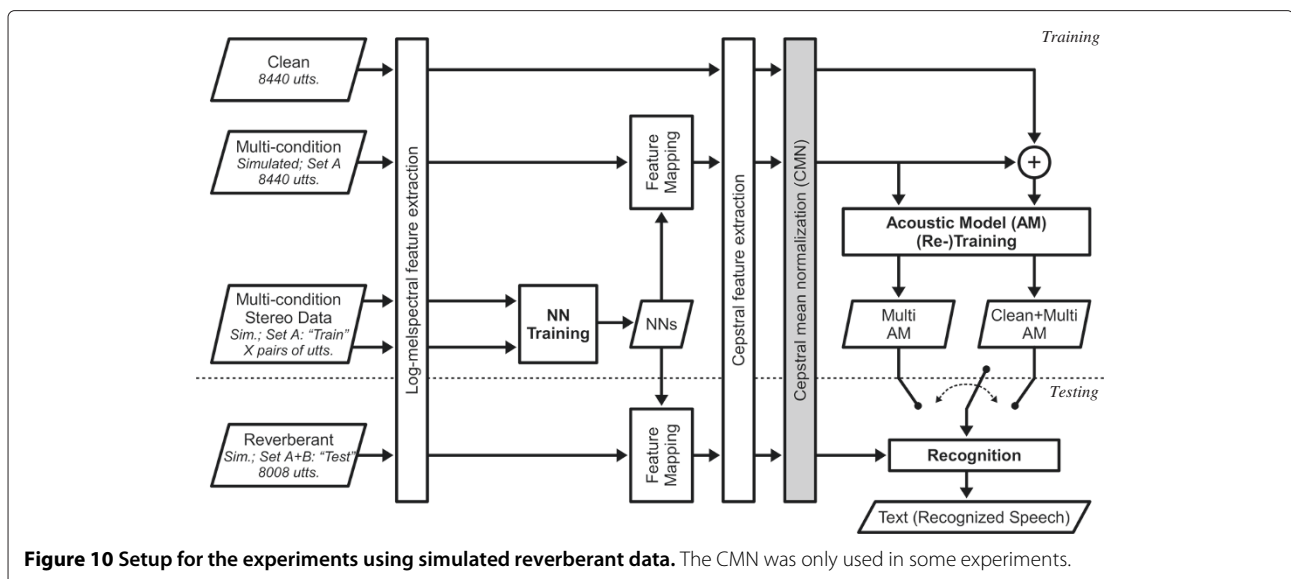 Training
Clean
8440 utts.
Multi-condition
Simulated; Set A
8440 utts.
Multi-condition
Stereo Data
Sim.; Set A: “Train”
X pairs of utts.
Reverberant
Sim.; Set A+B: “Test”
8008 utts.
Log-melspectral feature extraction
NN
Training
NNs
Feature
Mapping
Feature
Mapping
Cepstral feature extraction
Cepstral mean normalization (CMN)
+
Acoustic Model (AM)
(Re-)Training
Multi
AM
Clean+Multi
AM
Testing
Recognition
Text (Recognized Speech)
Figure 10 Setup for the experiments using simulated reverberant data. The CMN was only used in some experiments.